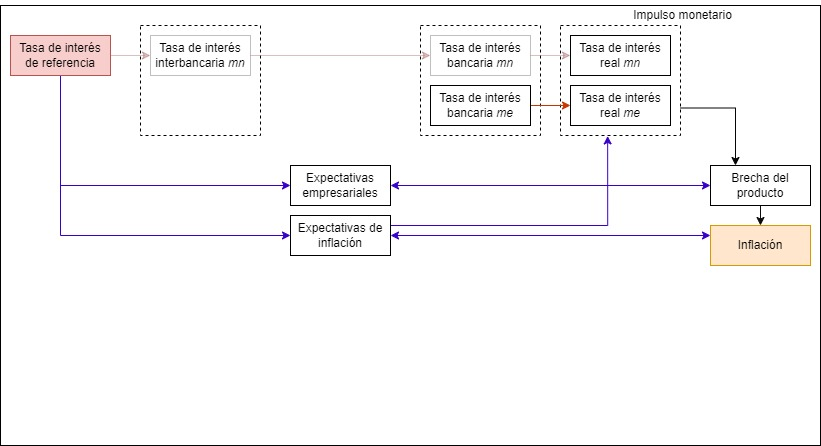 Impulso monetario
Tasa de interés
de referencia
Tasa de interés
interbancaria mn
Tasa de interés
bancaria mn
Tasa de interés
real mn
Tasa de interés
bancaria me
Tasa de interés
real me
Expectativas
empresariales
Brecha del
producto
Expectativas de
inflación
Inflación